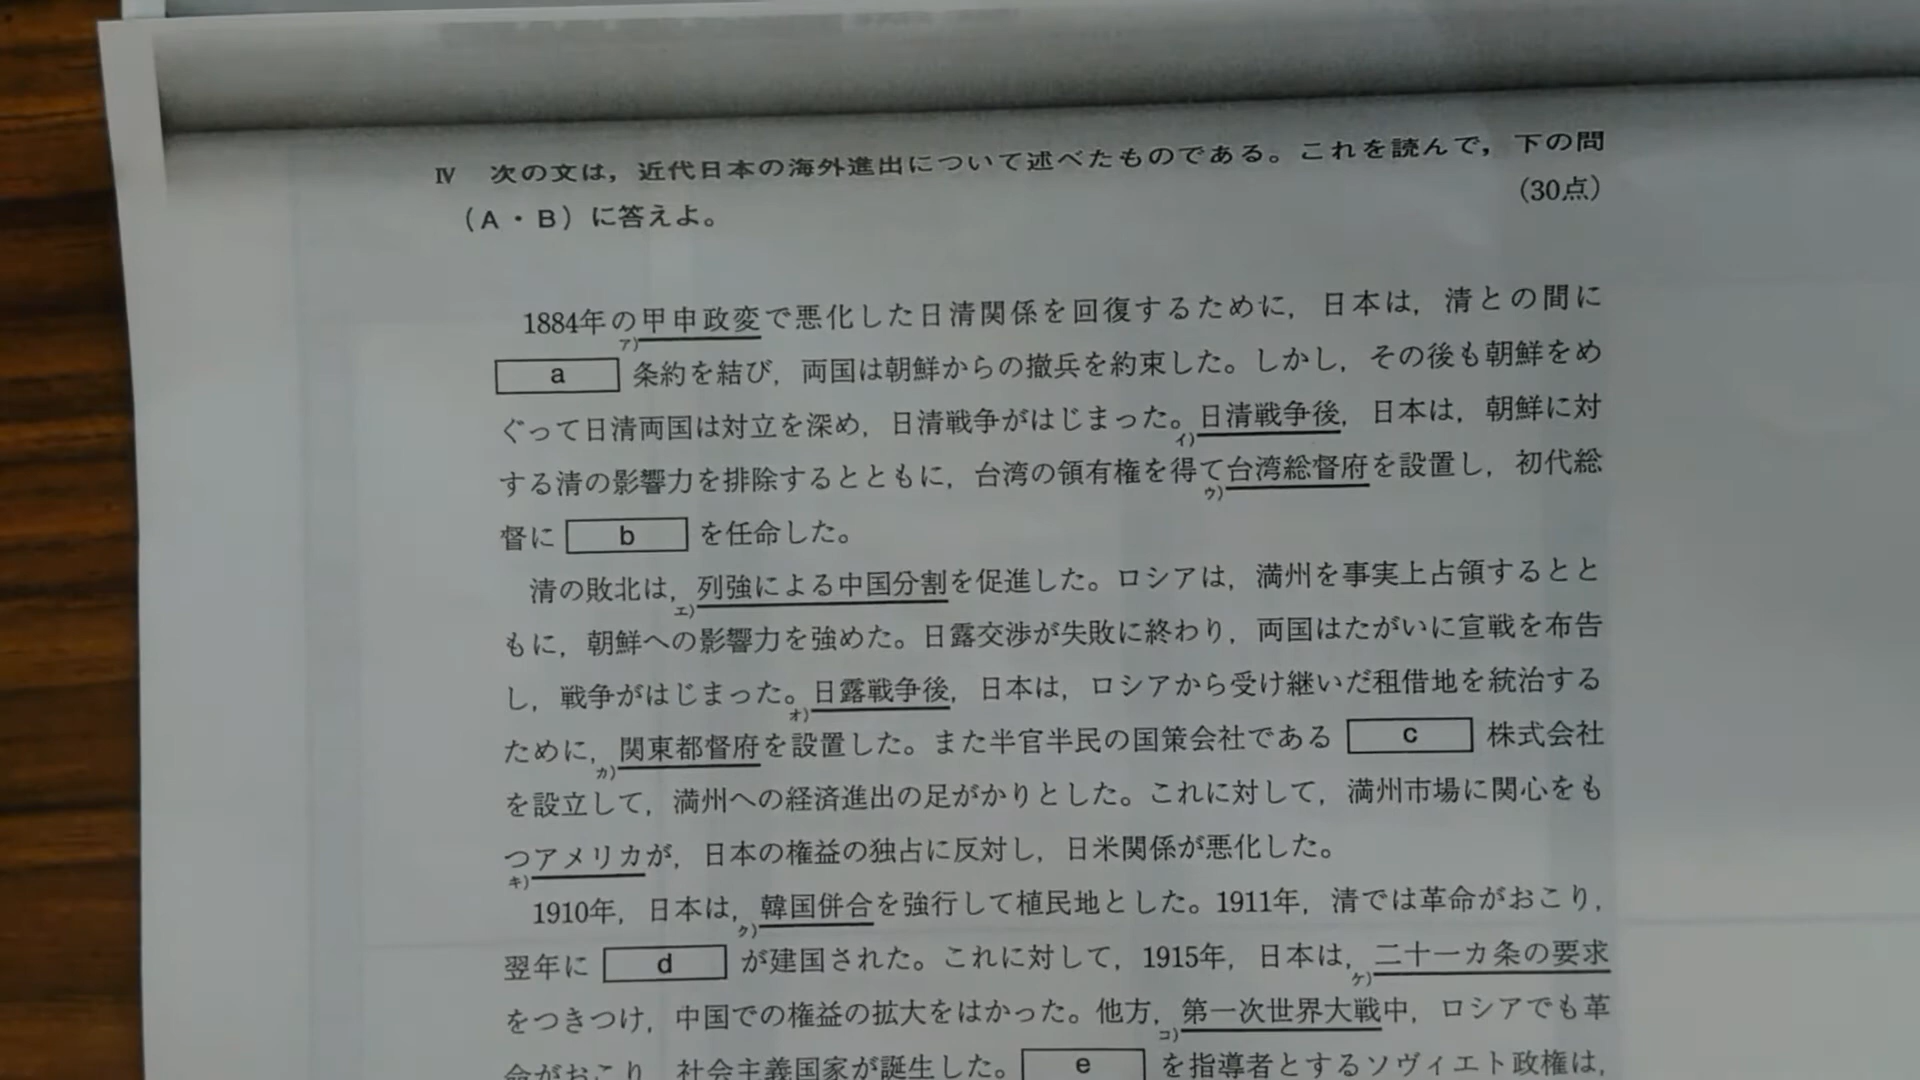 Ⅳ 次の文は，近代日本の海外進出について述べたものである。これを読んで，下の問
（A・B）に答えよ。 （30点）
1884年の甲申政変で悪化した日清関係を回復するために，日本は，清との間に
ア)
a 条約を結び，両国は朝鮮からの撤兵を約束した。しかし，その後も朝鮮をめ
ぐって日清両国は対立を深め，日清戦争がはじまった。日清戦争後，日本は，朝鮮に対
イ)
する清の影響力を排除するとともに，台湾の領有権を得て台湾総督府を設置し，初代総
ウ)
督に b を任命した。
清の敗北は，列強による中国分割を促進した。ロシアは，満州を事実上占領するとと
エ)
もに，朝鮮への影響力を強めた。日露交渉が失敗に終わり，両国はたがいに宣戦を布告
し，戦争がはじまった。日露戦争後，日本は，ロシアから受け継いだ租借地を統治する
オ)
ために，関東都督府を設置した。また半官半民の国策会社である c 株式会社
カ)
を設立して，満州への経済進出の足がかりとした。これに対して，満州市場に関心をも
つアメリカが，日本の権益の独占に反対し，日米関係が悪化した。
キ)
1910年，日本は，韓国併合を強行して植民地とした。1911年，清では革命がおこり，
ク)
翌年に d が建国された。これに対して，1915年，日本は，二十一カ条の要求
ケ)
をつきつけ，中国での権益の拡大をはかった。他方，第一次世界大戦中，ロシアでも革
コ)
命がおこり，社会主義国家が誕生した。 e を指導者とするソヴィエト政権は，